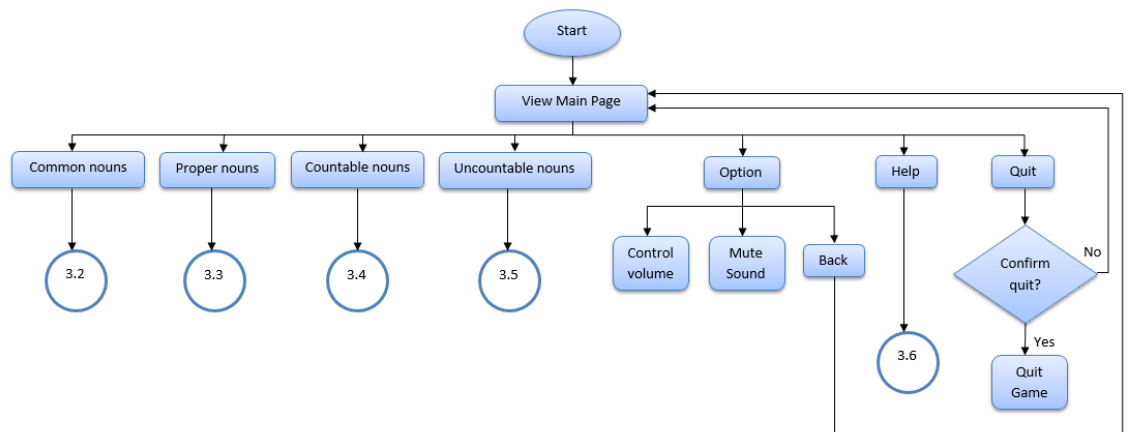 Start
View Main Page
Common nouns
Proper nouns
Countable nouns
Uncountable nouns
Option
Help
Quit
Control
volume
Mute
Sound
Back
Confirm
quit?
No
3.2
3.3
3.4
3.5
3.6
Yes
Quit
Game